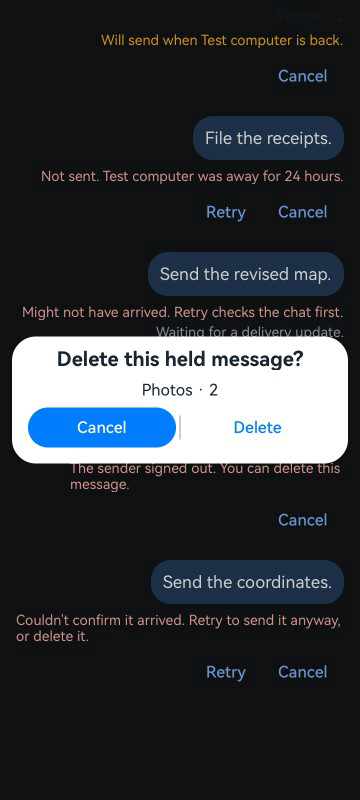 Photos · 2
Will send when Test computer is back.
Cancel
File the receipts.
Not sent. Test computer was away for 24 hours.
Retry Cancel
Send the revised map.
Might not have arrived. Retry checks the chat first.
Waiting for a delivery update.
Delete this held message?
Photos · 2
Cancel Delete
The sender signed out. You can delete this
message.
Cancel
Send the coordinates.
Couldn't confirm it arrived. Retry to send it anyway,
or delete it.
Retry Cancel